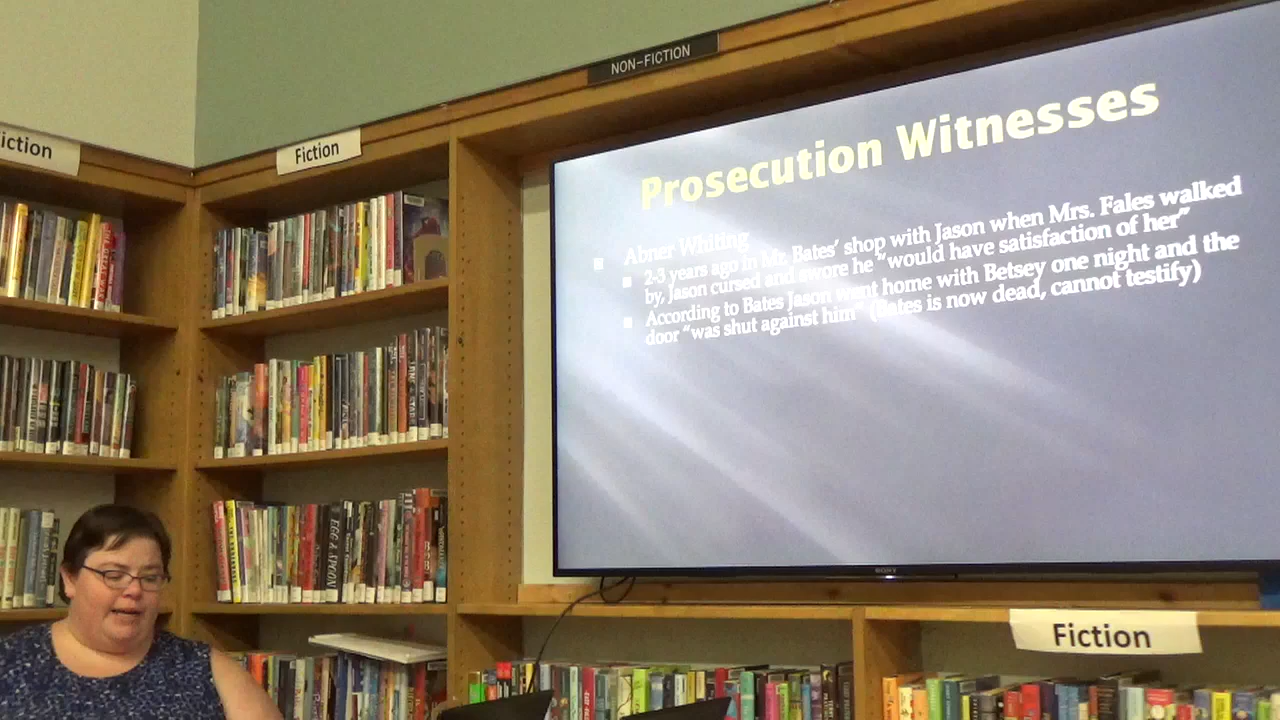 NON-FICTION
iction
Fiction
Prosecution Witnesses
Abner Whiting
2-3 years ago in Mr. Bates' shop with Jason when Mrs. Fales walked
by, Jason cursed and swore he "would have satisfaction of her"
According to Bates Jason went home with Betsey one night and the
door "was shut against him" (Bates is now dead, cannot testify)
EGG & SPOON
SONY
Fiction